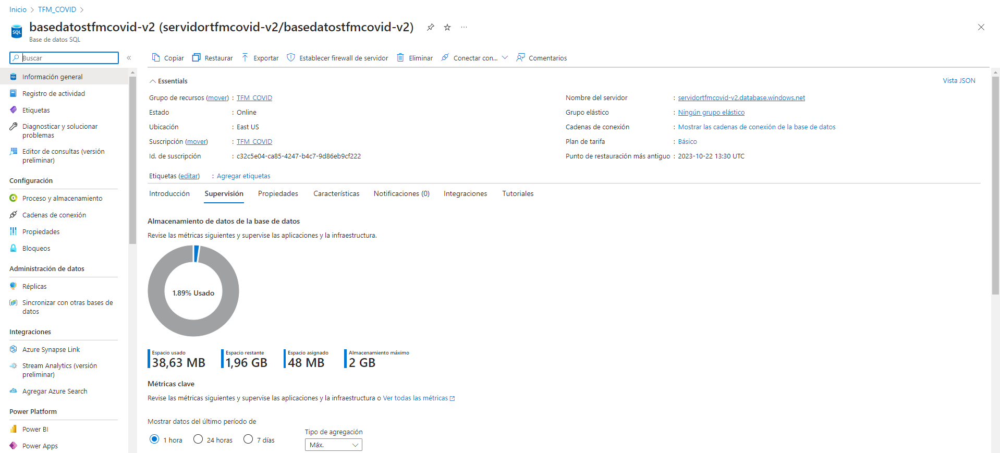 Inicio > TFM_COVID >
basedatostfmcovid-v2 (servidortfmcovid-v2/basedatostfmcovid-v2)
SQL
Base de datos SQL
Buscar
Información general
Registro de actividad
Etiquetas
Diagnosticar y solucionar
problemas
Editor de consultas (versión
preliminar)
Configuración
Proceso y almacenamiento
Cadenas de conexión
Propiedades
Bloqueos
Administración de datos
Réplicas
Sincronizar con otras bases de
datos
Integraciones
Azure Synapse Link
Stream Analytics (versión
preliminar)
Agregar Azure Search
Power Platform
Power BI
Power Apps
Copiar Restaurar Exportar Establecer firewall de servidor Eliminar Conectar con... Comentarios
Essentials
Vista JSON
Grupo de recursos (mover) : TFM_COVID
Estado : Online
Ubicación : East US
Suscripción (mover) : TFM_COVID
Id. de suscripción : c32c5e04-ca85-4247-b4c7-9d86eb9cf222
Nombre del servidor : servidortfmcovid-v2.database.windows.net
Grupo elástico : Ningún grupo elástico
Cadenas de conexión : Mostrar las cadenas de conexión de la base de datos
Plan de tarifa : Básico
Punto de restauración más antiguo : 2023-10-22 13:30 UTC
Etiquetas (editar) : Agregar etiquetas
Introducción Supervisión Propiedades Características Notificaciones (0) Integraciones Tutoriales
Almacenamiento de datos de la base de datos
Revise las métricas siguientes y supervise las aplicaciones y la infraestructura.
1.89% Usado
Espacio usado
38,63 MB
Espacio restante
1,96 GB
Espacio asignado
48 MB
Almacenamiento máximo
2 GB
Métricas clave
Revise las métricas siguientes y supervise las aplicaciones y la infraestructura o Ver todas las métricas
Mostrar datos del último período de
1 hora 24 horas 7 días
Tipo de agregación
Máx.